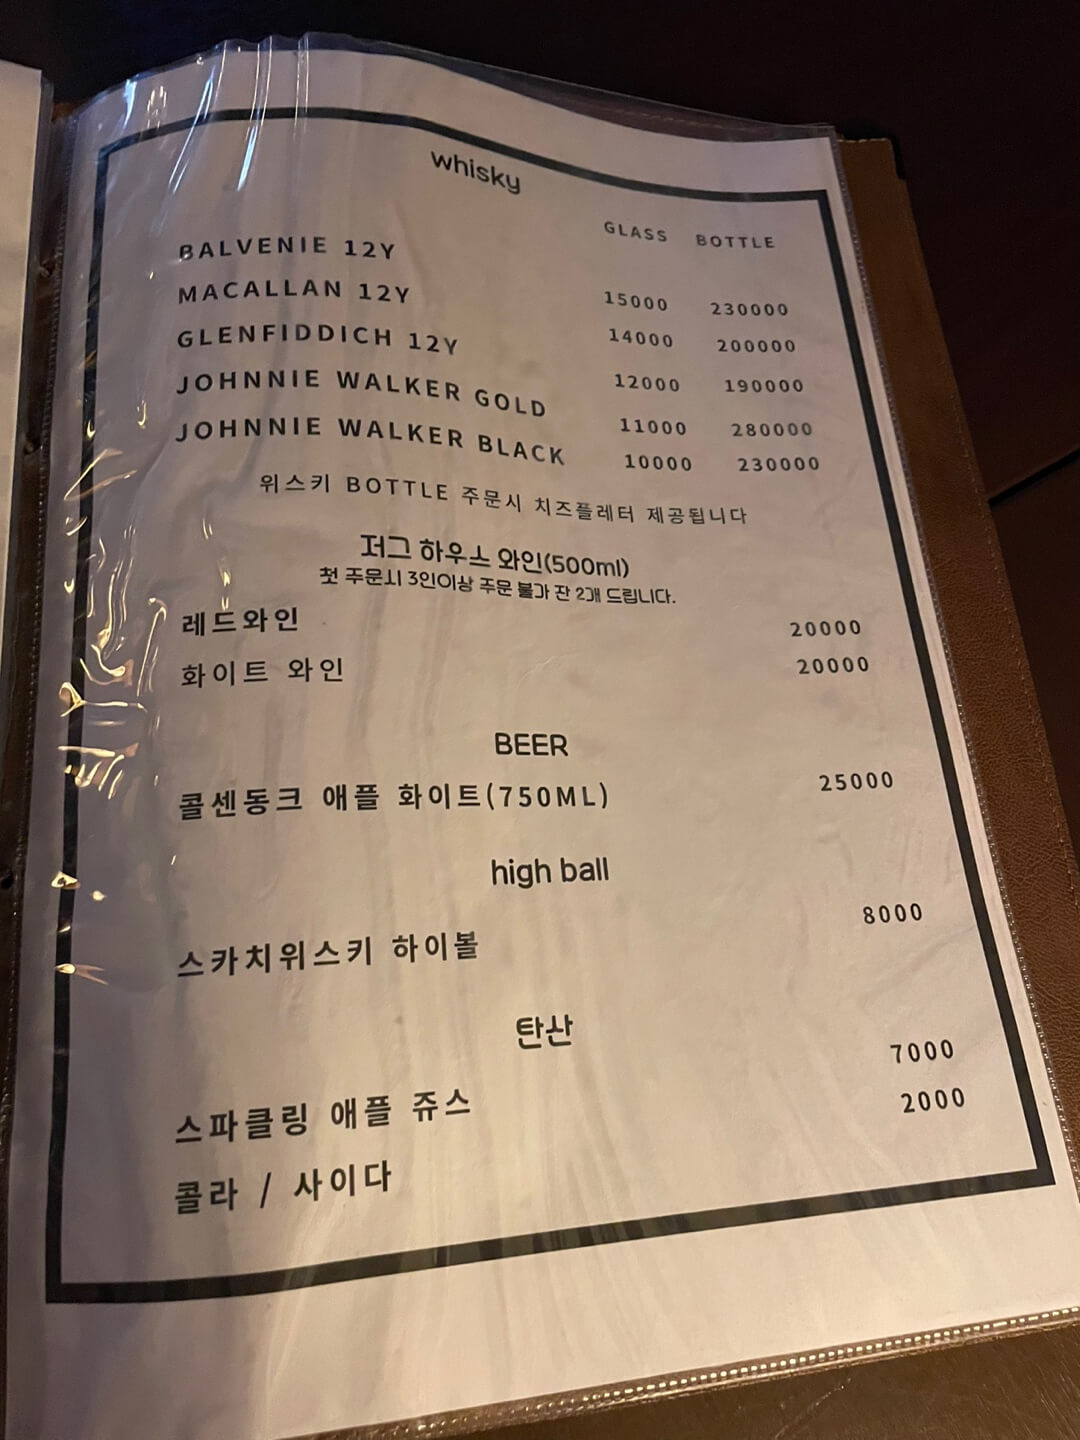 whisky
GLASS BOTTLE
BALVENIE 12Y 15000 230000
MACALLAN 12Y 14000 200000
GLENFIDDICH 12Y 12000 190000
JOHNNIE WALKER GOLD 11000 280000
JOHNNIE WALKER BLACK 10000 230000
위스키 BOTTLE 주문시 치즈플레터 제공됩니다
저그 하우스 와인(500ml)
첫 주문시 3인이상 주문 불가 잔 2개 드립니다.
레드와인 20000
화이트 와인 20000
BEER
콜센동크 애플 화이트(750ML) 25000
high ball
스카치위스키 하이볼 8000
탄산
스파클링 애플 쥬스 7000
콜라 / 사이다 2000